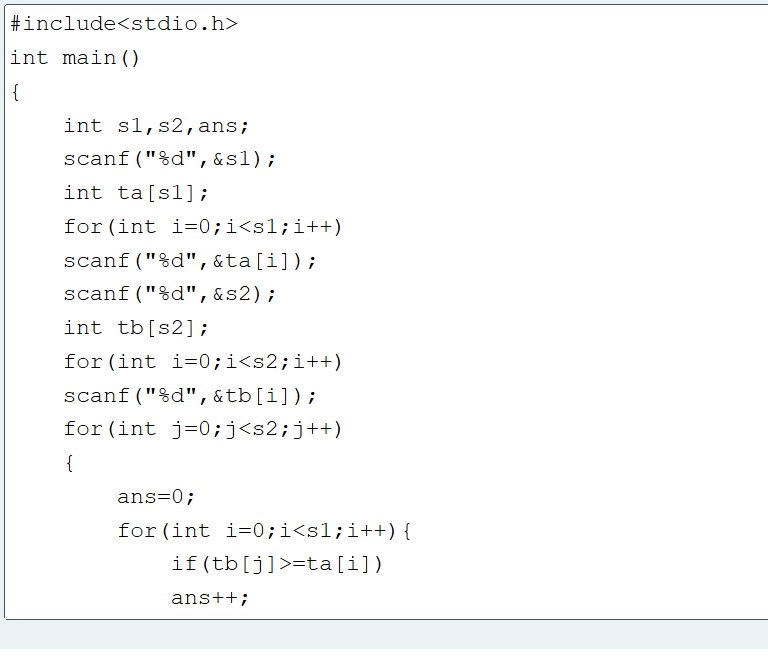 #include<stdio.h>
int main()
{
int s1,s2,ans;
scanf("%d",&s1);
int ta[s1];
for(int i=0;i<s1;i++)
scanf("%d",&ta[i]);
scanf("%d",&s2);
int tb[s2];
for(int i=0;i<s2;i++)
scanf("%d",&tb[i]);
for(int j=0;j<s2;j++)
{
ans=0;
for(int i=0;i<s1;i++){
if(tb[j]>=ta[i])
ans++;